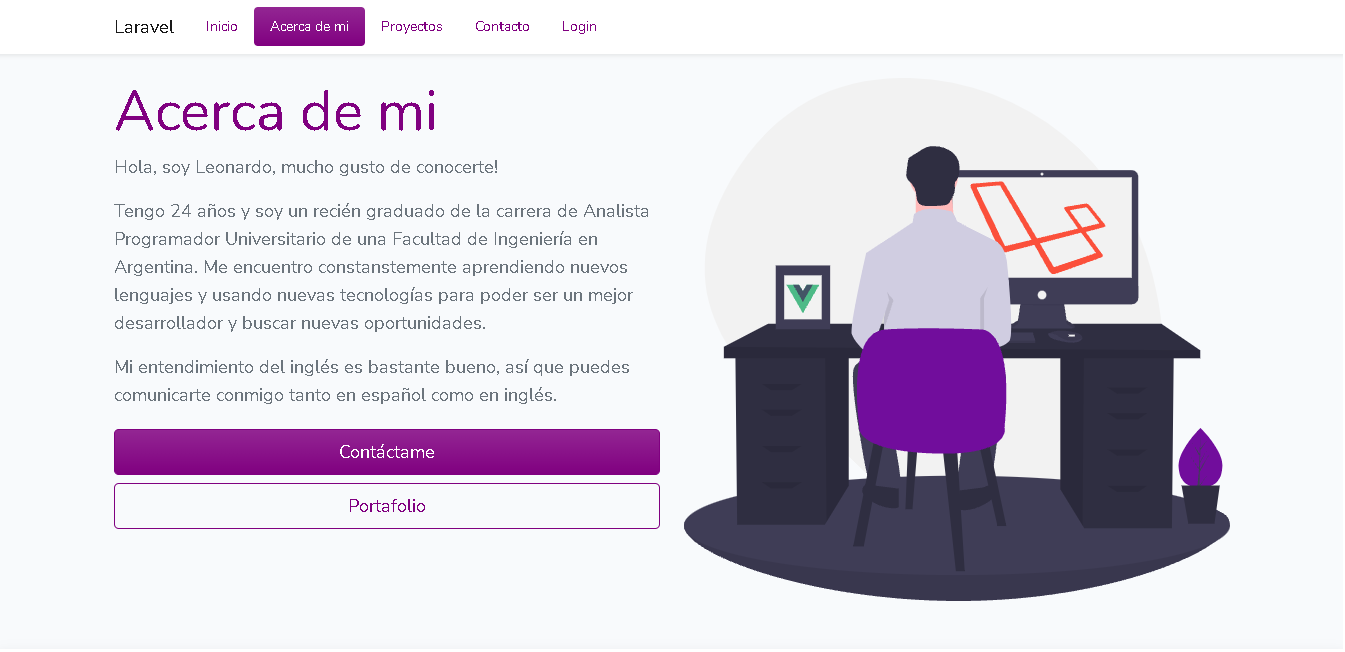 Laravel Inicio Acerca de mi Proyectos Contacto Login
Acerca de mi
Hola, soy Leonardo, mucho gusto de conocerte!
Tengo 24 años y soy un recién graduado de la carrera de Analista
Programador Universitario de una Facultad de Ingeniería en
Argentina. Me encuentro constanstemente aprendiendo nuevos
lenguajes y usando nuevas tecnologías para poder ser un mejor
desarrollador y buscar nuevas oportunidades.
Mi entendimiento del inglés es bastante bueno, así que puedes
comunicarte conmigo tanto en español como en inglés.
Contáctame
Portafolio